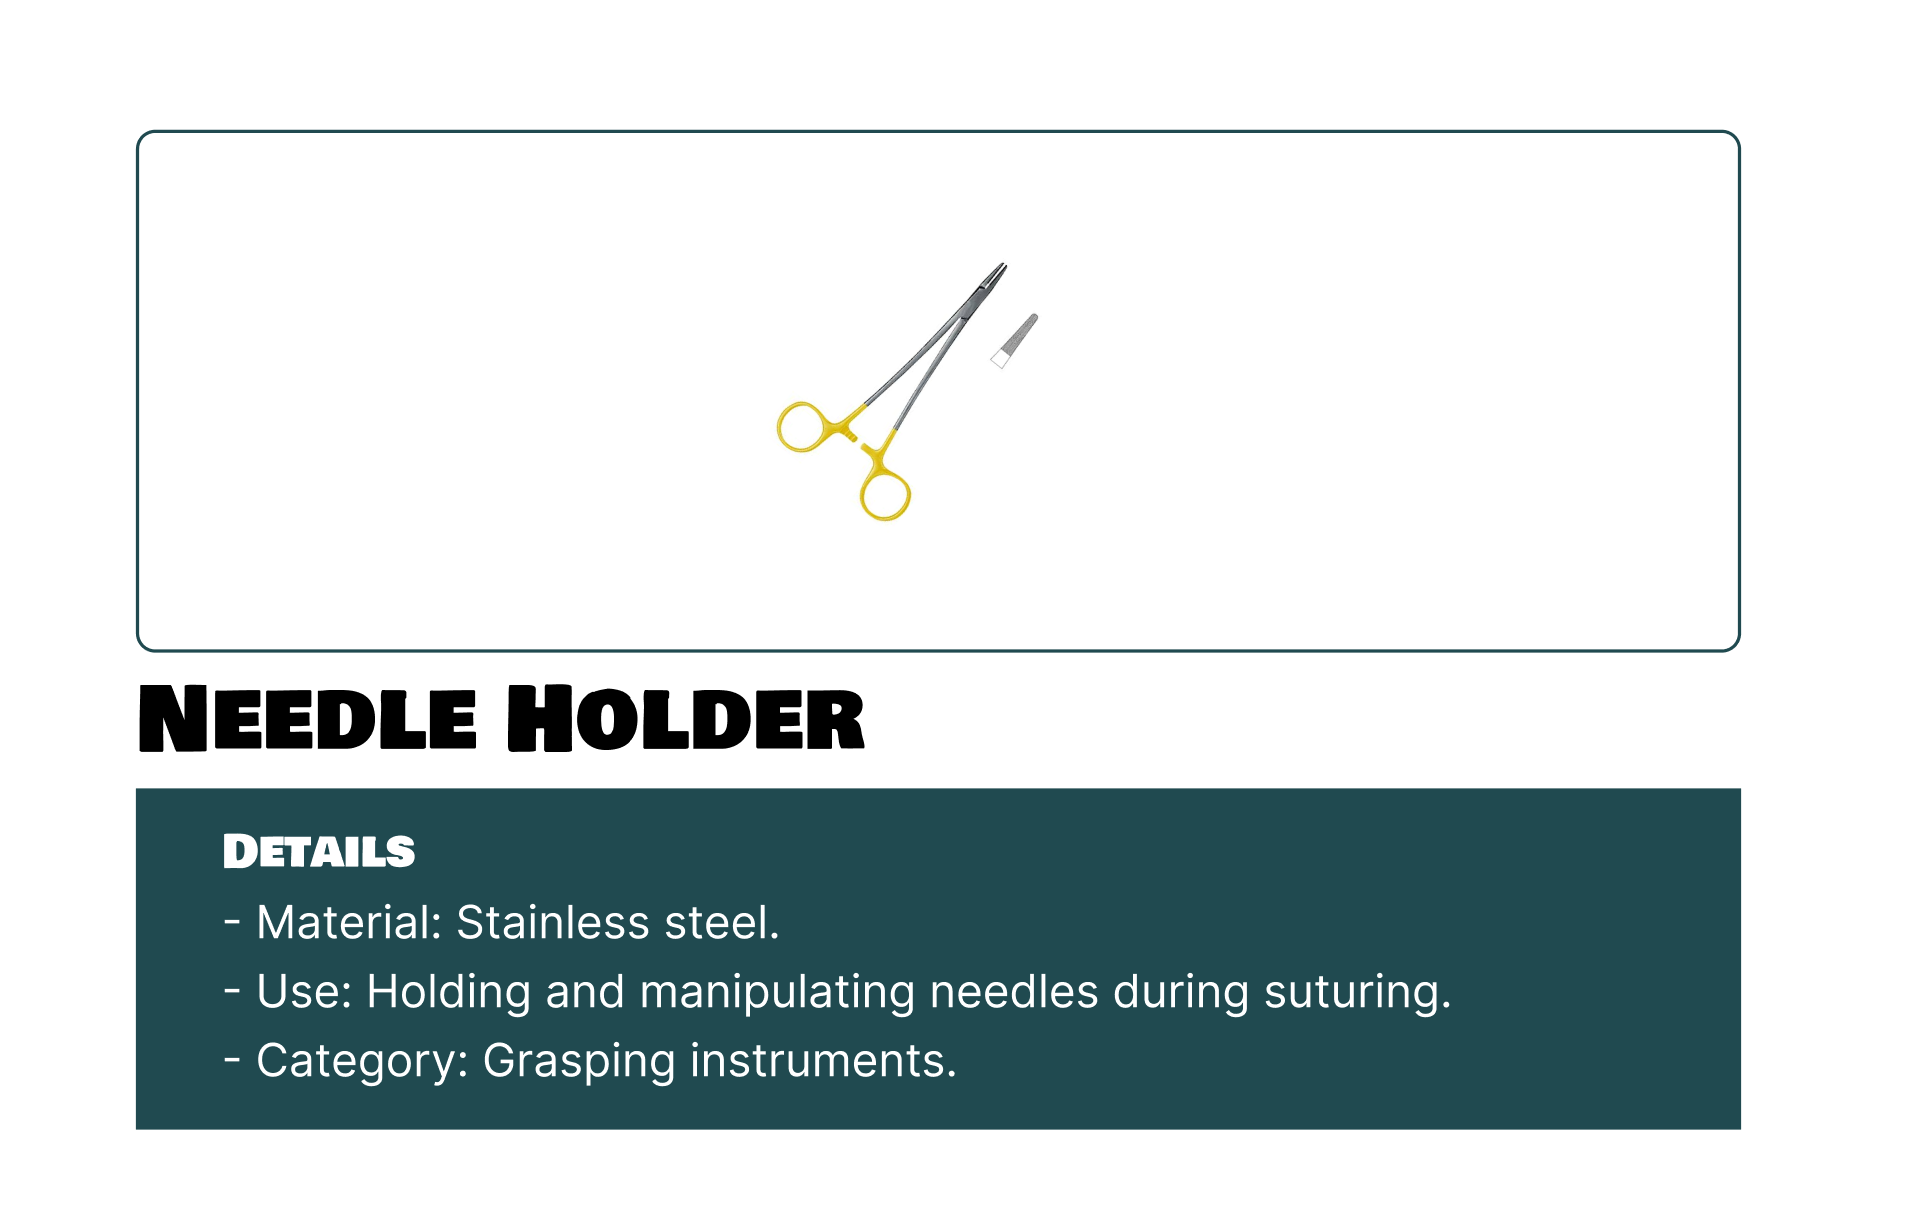 Needle Holder
Details
- Material: Stainless steel.
- Use: Holding and manipulating needles during suturing.
- Category: Grasping instruments.